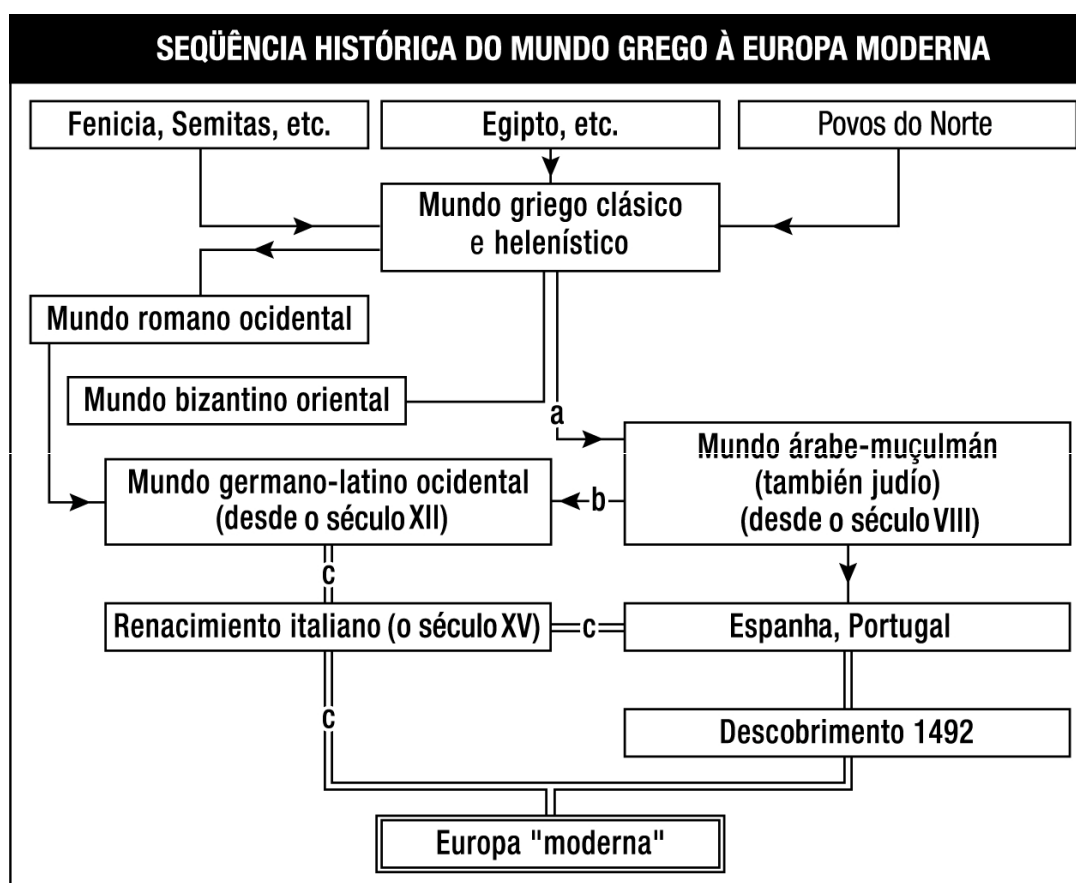 SEQÜÊNCIA HISTÓRICA DO MUNDO GREGO À EUROPA MODERNA
Fenicia, Semitas, etc.
Egipto, etc.
Povos do Norte
Mundo griego clásico
e helenístico
Mundo romano ocidental
Mundo bizantino oriental
a
Mundo árabe-muçulmán
(también judío)
(desde o século VIII)
Mundo germano-latino ocidental
(desde o século XII)
b
c
Renacimiento italiano (o século XV)
c
Espanha, Portugal
c
Descobrimento 1492
Europa "moderna"